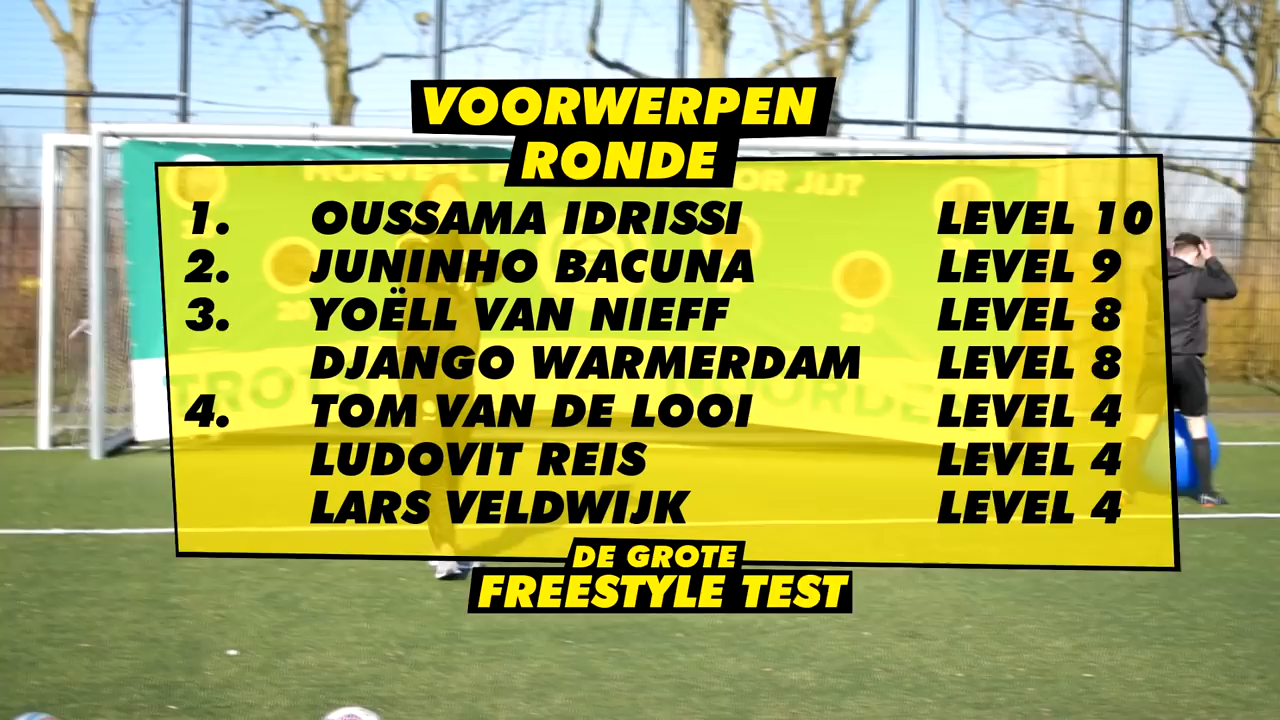 VOORWERPEN
RONDE
1. OUSSAMA IDRISSI LEVEL 10
2. JUNINHO BACUNA LEVEL 9
3. YOËLL VAN NIEFF LEVEL 8
DJANGO WARMERDAM LEVEL 8
4. TOM VAN DE LOOI LEVEL 4
LUDOVIT REIS LEVEL 4
LARS VELDWIJK LEVEL 4
DE GROTE
FREESTYLE TEST